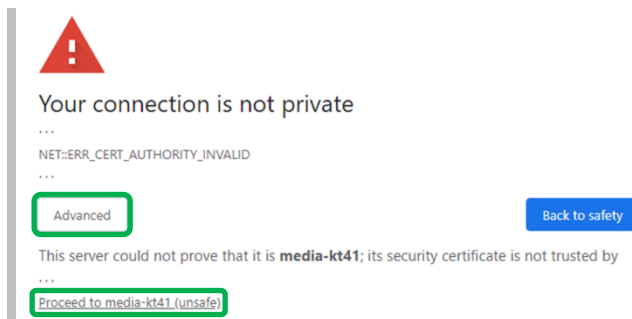 Your connection is not private
...
NET::ERR_CERT_AUTHORITY_INVALID
...
Advanced
Back to safety
This server could not prove that it is media-kt41; its security certificate is not trusted by
...
Proceed to media-kt41 (unsafe)